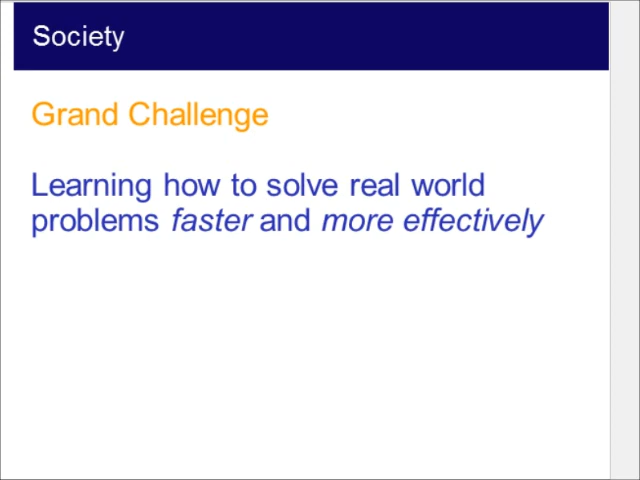 Society
Grand Challenge
Learning how to solve real world
problems faster and more effectively